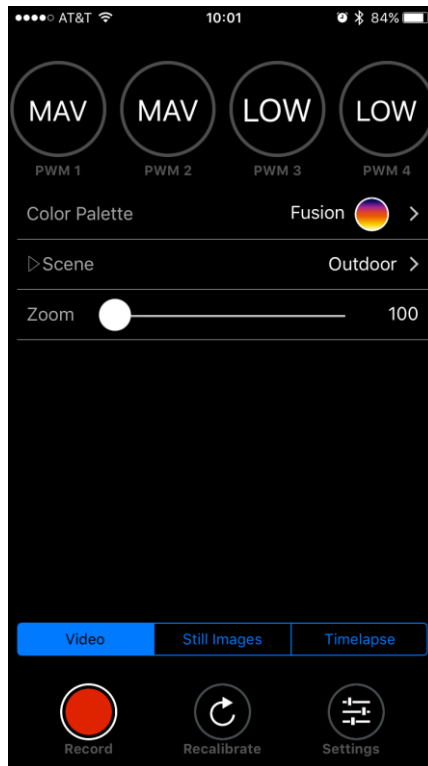 AT&T 10:01 84%
MAV MAV LOW LOW
PWM 1 PWM 2 PWM 3 PWM 4
Color Palette Fusion
Scene Outdoor
Zoom 100
Video Still Images Timelapse
Record Recalibrate Settings